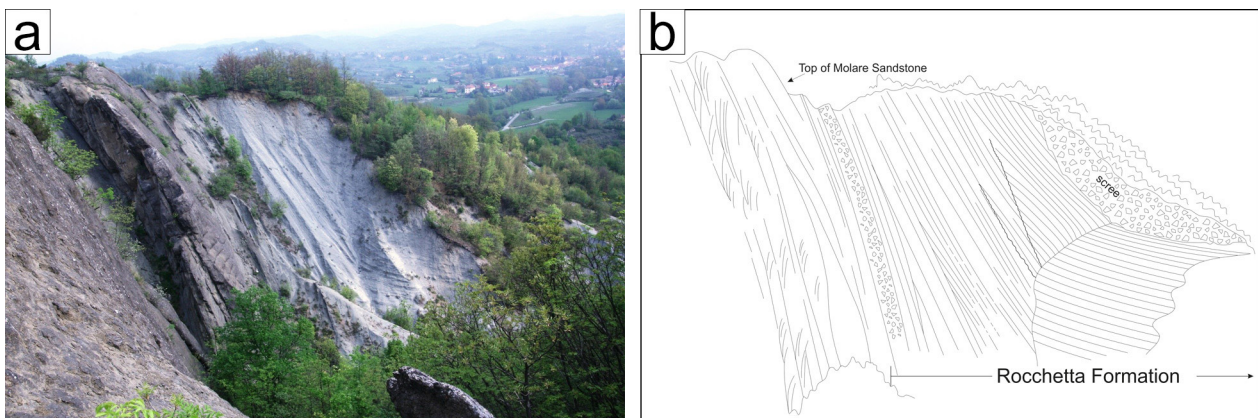 a
b
Top of Molare Sandstone
scree
Rocchetta Formation